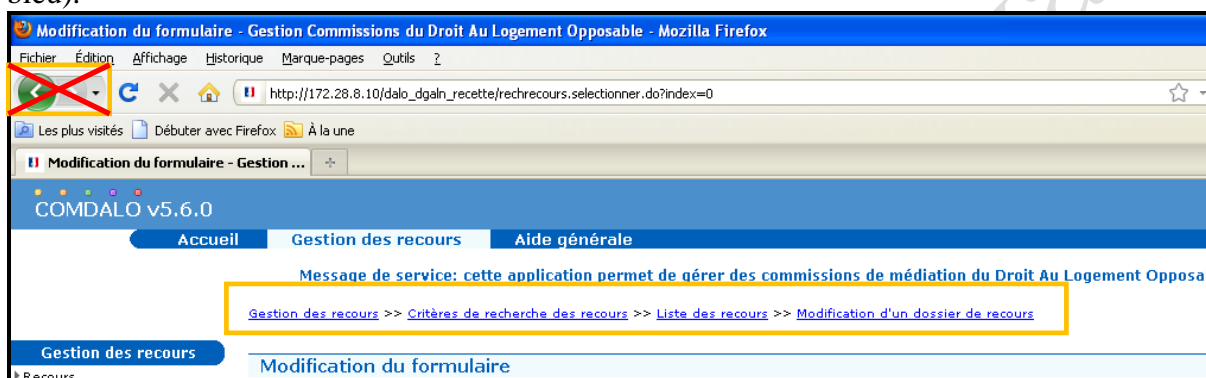 bleu).
Modification du formulaire - Gestion Commissions du Droit Au Logement Opposable - Mozilla Firefox
Fichier Édition Affichage Historique Marque-pages Outils ?
http://172.28.8.10/dalo_dgaln_recette/rechrecours.selectionner.do?index=0
Les plus visités Débuter avec Firefox À la une
Modification du formulaire - Gestion ...
COMDALO v5.6.0
Accueil Gestion des recours Aide générale
Message de service: cette application permet de gérer des commissions de médiation du Droit Au Logement Opposa
Gestion des recours >> Critères de recherche des recours >> Liste des recours >> Modification d'un dossier de recours
Gestion des recours
Modification du formulaire
Recours